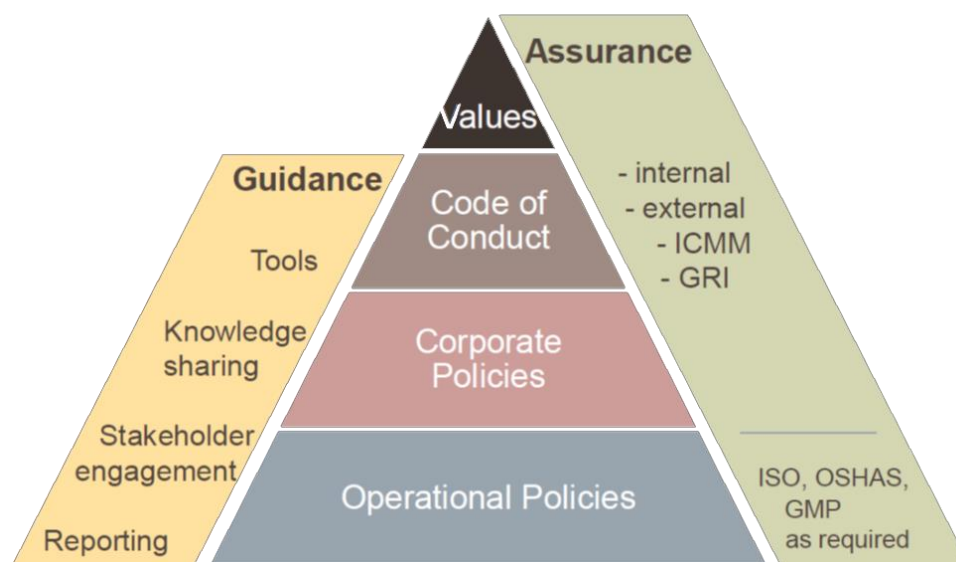 Assurance
Values
Guidance
- internal
- external
- ICMM
- GRI
Code of
Conduct
Tools
Knowledge
sharing
Corporate
Policies
Stakeholder
engagement
Operational Policies
ISO, OSHAS,
GMP
as required
Reporting